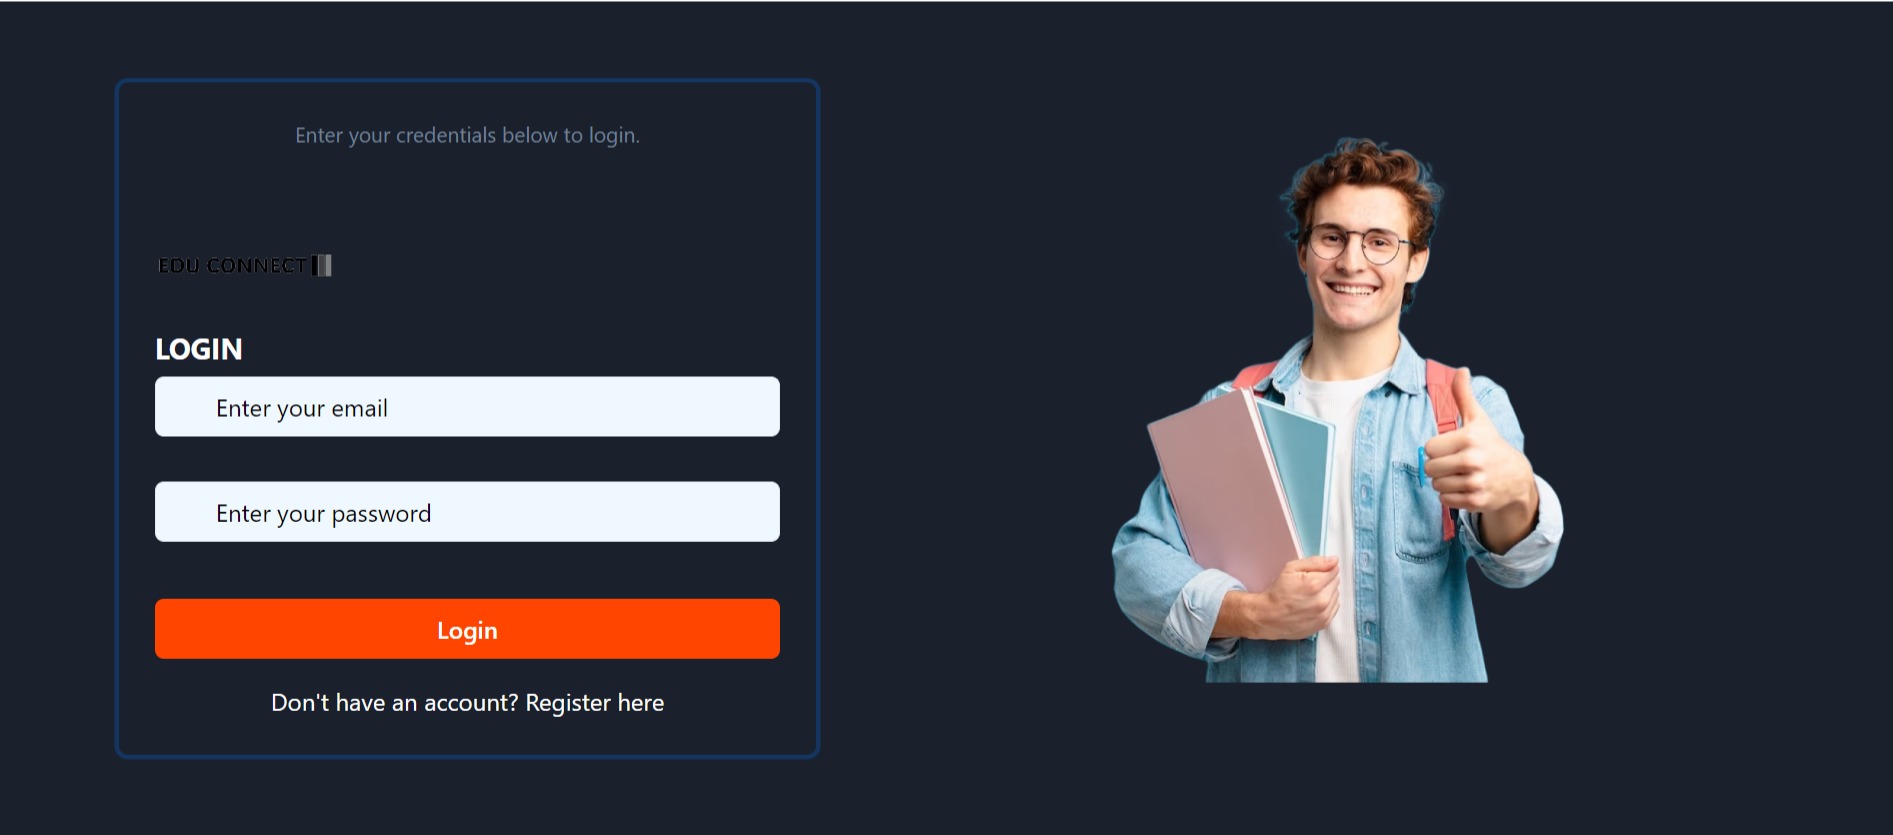 Enter your credentials below to login.
EDU CONNECT
LOGIN
Enter your email
Enter your password
Login
Don't have an account? Register here